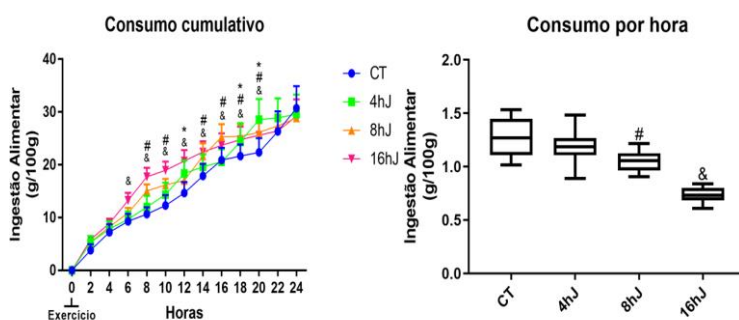 Consumo cumulativo
Ingestão Alimentar
(g/100g)
40
30
20
10
0
0 2 4 6 8 10 12 14 16 18 20 22 24
Exercício
Horas
&
#
&
#
&
*
&
#
&
#
&
*
#
&
*
#
&
CT
4hJ
8hJ
16hJ
Consumo por hora
Ingestão Alimentar
(g/100g)
2.0
1.5
1.0
0.5
0.0
#
&
CT 4hJ 8hJ 16hJ